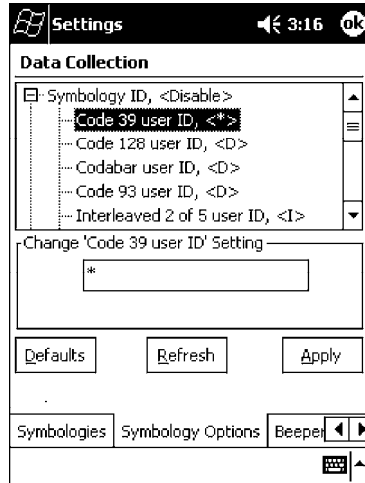 Settings 3:16 ok
Data Collection
Symbology ID, <Disable>
Code 39 user ID, <*>
Code 128 user ID, <D>
Codabar user ID, <D>
Code 93 user ID, <D>
Interleaved 2 of 5 user ID, <I>
Change 'Code 39 user ID' Setting
*
Defaults Refresh Apply
Symbologies Symbology Options Beeper